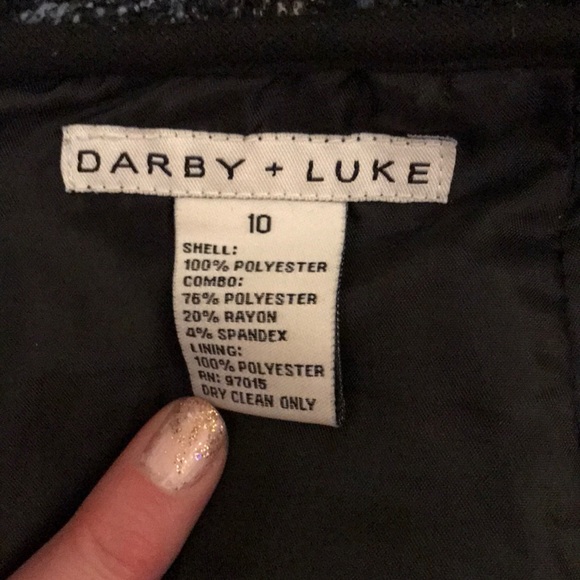 DARBY + LUKE
10
SHELL:
100% POLYESTER
COMBO:
76% POLYESTER
20% RAYON
4% SPANDEX
LINING:
100% POLYESTER
RN: 97015
DRY CLEAN ONLY